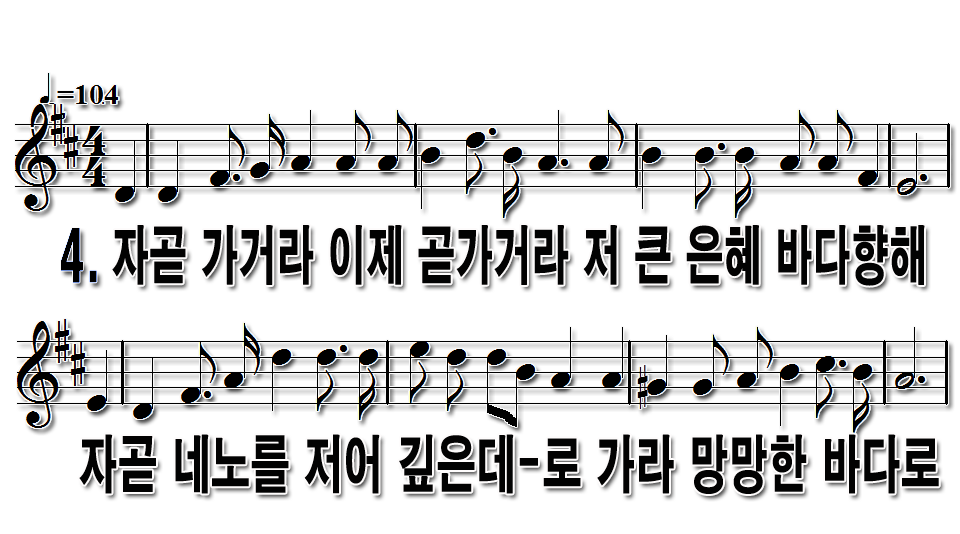 =104
4. 자곧 가거라 이제 곧가거라 저 큰 은혜 바다향해
자곧 네노를 저어 깊은데-로 가라 망망한 바다로